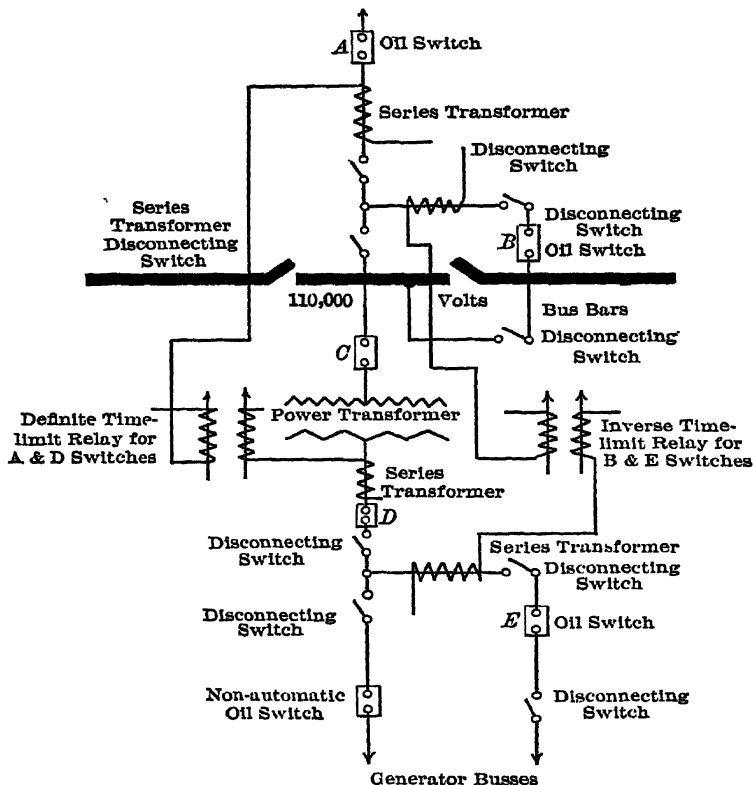 A
Oil Switch
Series Transformer
Disconnecting
Switch
Series
Transformer
Disconnecting
Switch
Disconnecting
Switch
B
Oil Switch
110,000
Volts
Bus Bars
Disconnecting
Switch
C
Definite Time-
limit Relay for
A & D Switches
Power Transformer
Inverse Time-
limit Relay for
B & E Switches
Series
Transformer
D
Disconnecting
Switch
Series Transformer
Disconnecting
Switch
Disconnecting
Switch
E
Oil Switch
Non-automatic
Oil Switch
Disconnecting
Switch
Generator Busses